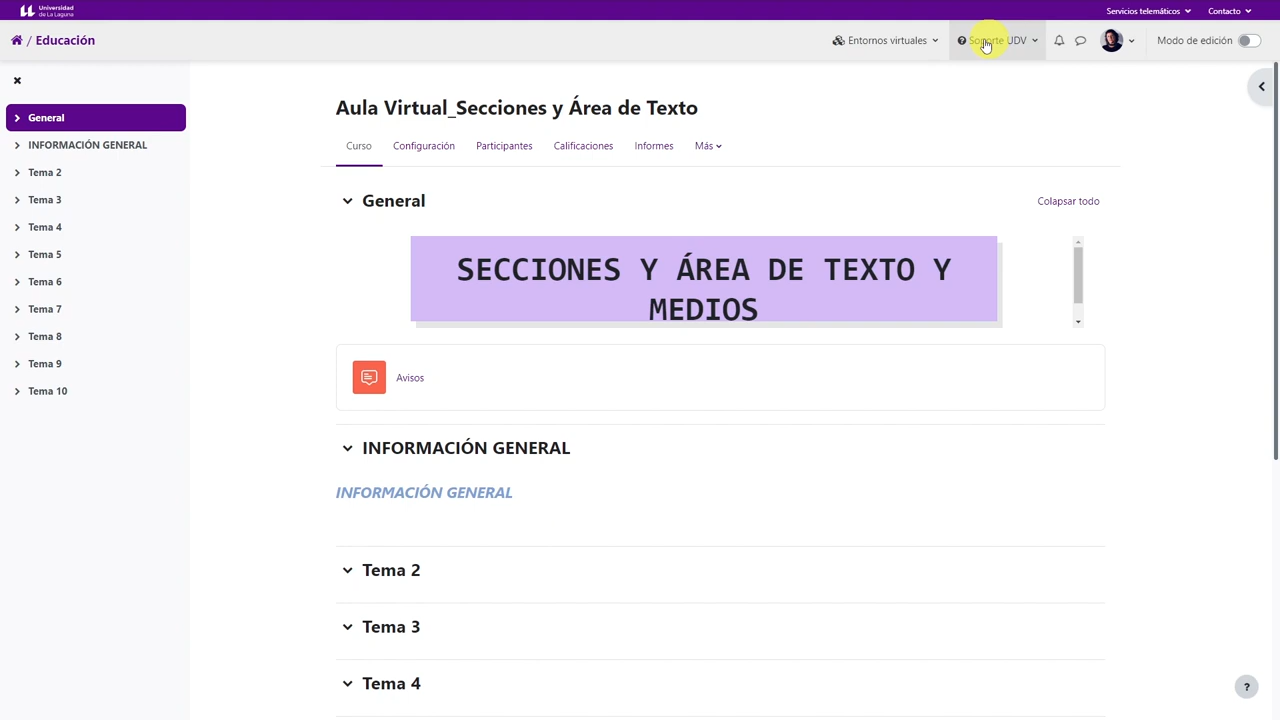 Universidad
de La Laguna
Servicios telemáticos
Contacto
/ Educación
Entornos virtuales
Soporte UDV
Modo de edición
General
INFORMACIÓN GENERAL
Tema 2
Tema 3
Tema 4
Tema 5
Tema 6
Tema 7
Tema 8
Tema 9
Tema 10
Aula Virtual_Secciones y Área de Texto
Curso
Configuración
Participantes
Calificaciones
Informes
Más
General
Colapsar todo
SECCIONES Y ÁREA DE TEXTO Y
MEDIOS
Avisos
INFORMACIÓN GENERAL
INFORMACIÓN GENERAL
Tema 2
Tema 3
Tema 4
?